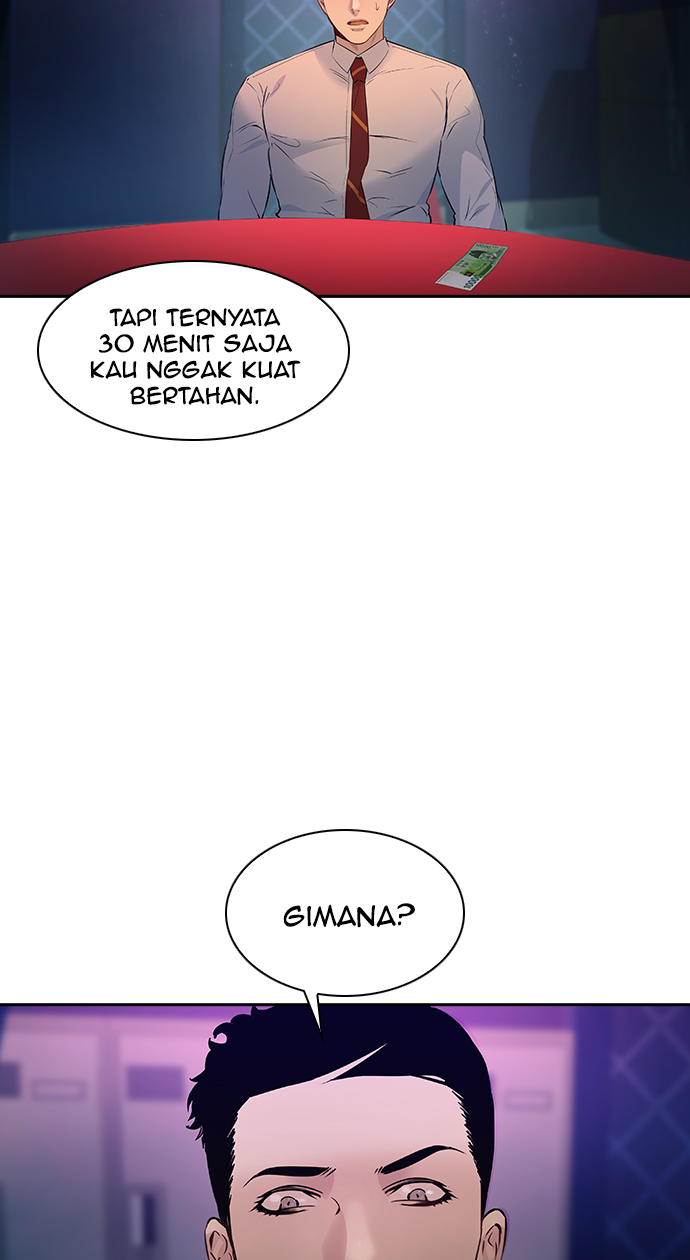 TAPI TERNYATA
30 MENIT SAJA
KAU NGGAK KUAT
BERTAHAN.
GIMANA?